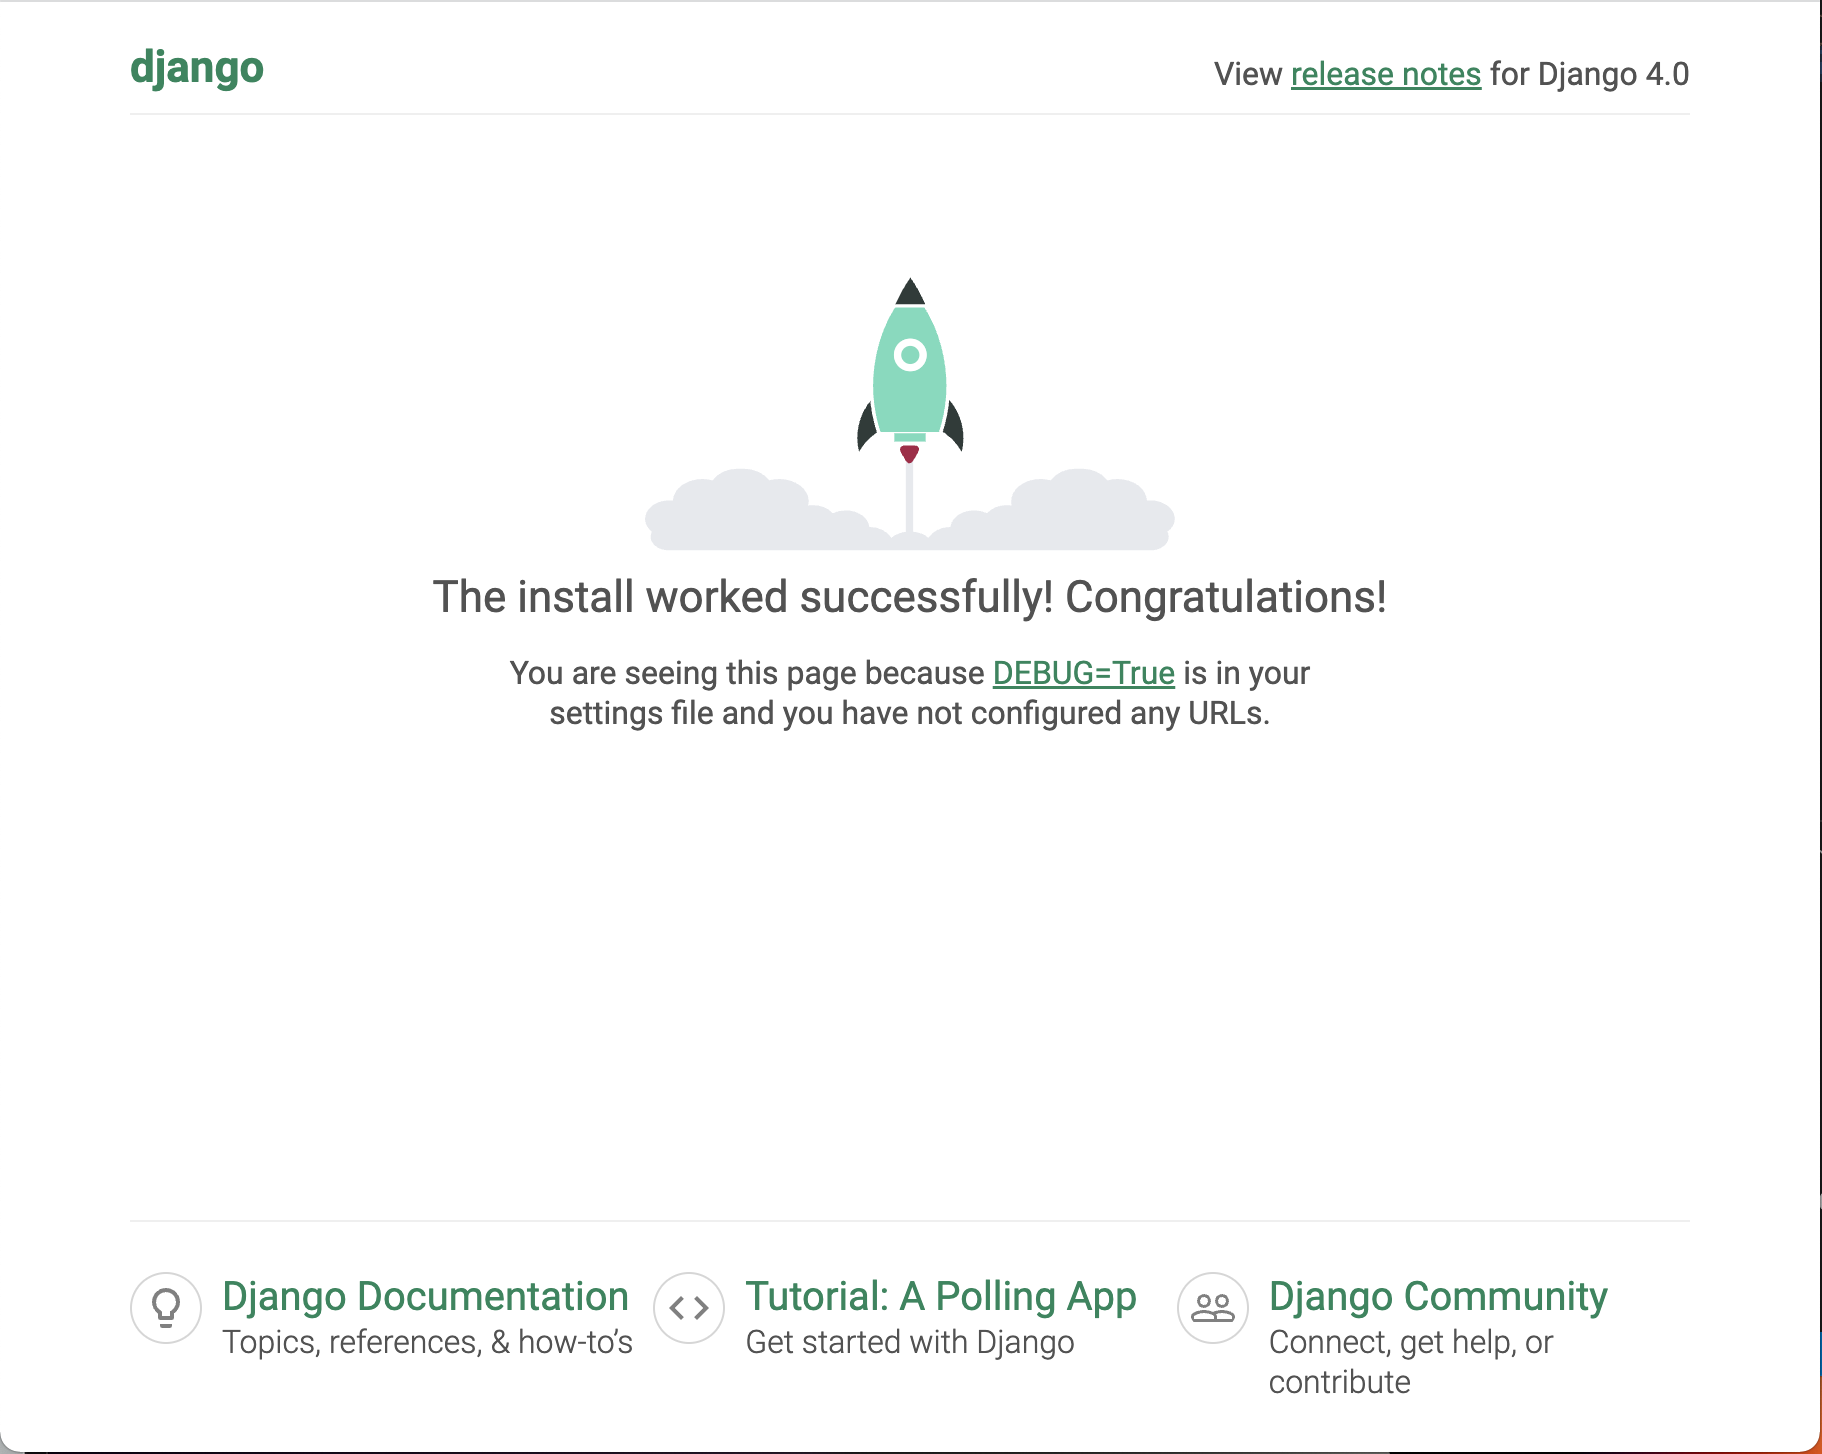 django
View release notes for Django 4.0
The install worked successfully! Congratulations!
You are seeing this page because DEBUG=True is in your
settings file and you have not configured any URLs.
Django Documentation
Topics, references, & how-to’s
Tutorial: A Polling App
Get started with Django
Django Community
Connect, get help, or
contribute